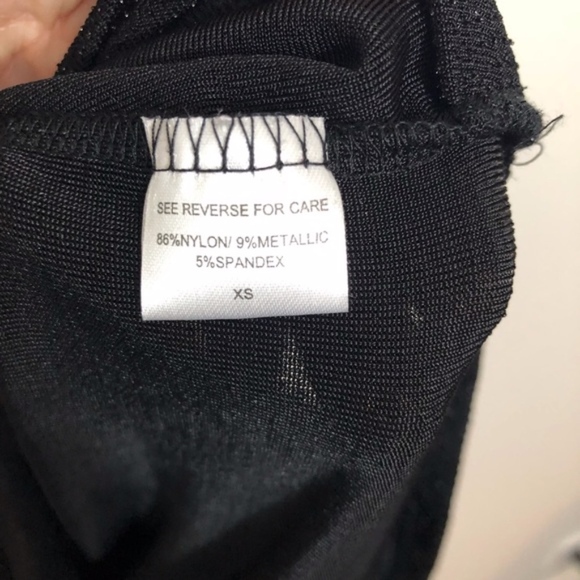 SEE REVERSE FOR CARE
86%NYLON/ 9%METALLIC
5%SPANDEX
XS